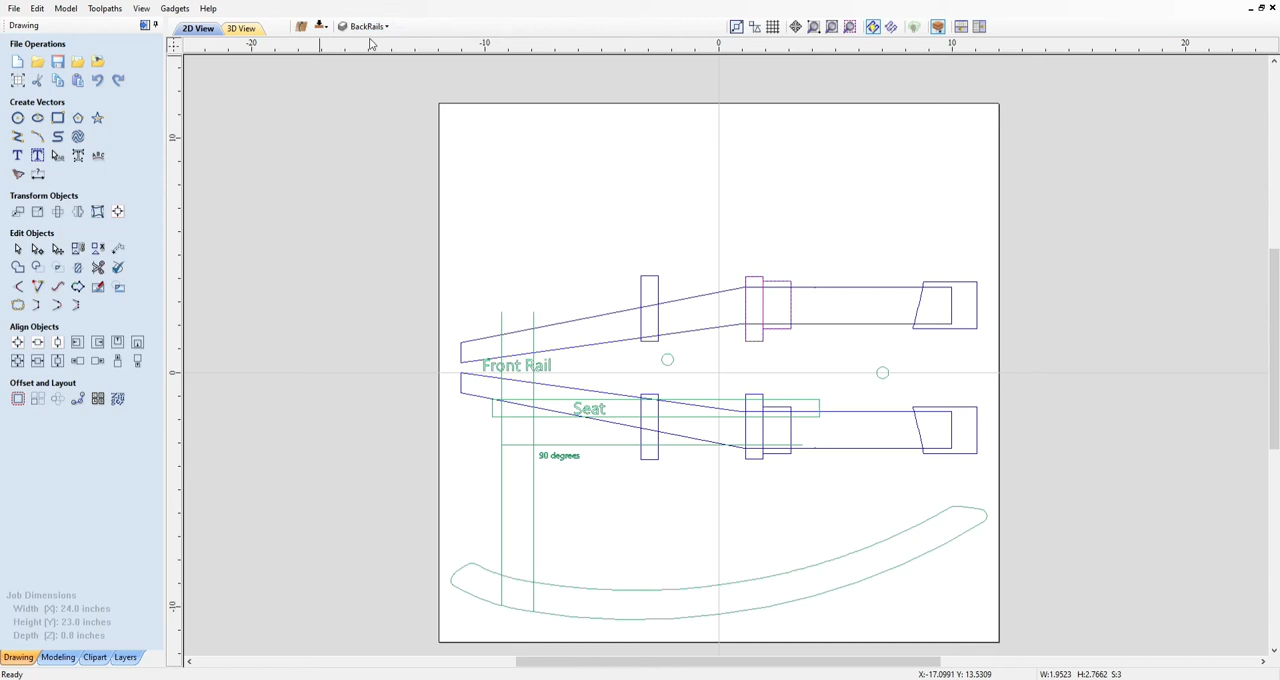 File Edit Model Toolpaths View Gadgets Help
Drawing
2D View 3D View BackRails
-20 -10 0 10 20
File Operations
Create Vectors
10
Transform Objects
Edit Objects
Front Rail
0
Align Objects
Seat
Offset and Layout
90 degrees
Job Dimensions
Width (X): 24.0 inches
Height (Y): 23.0 inches
Depth (Z): 0.8 inches
-10
Drawing Modeling Clipart Layers
Ready X:-17.0991 Y: 13.5309 W:1.9523 H:2.7662 S:3